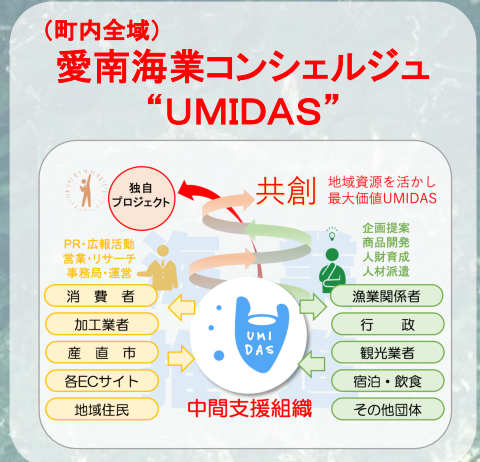 （町内全域）
愛南海業コンシェルジュ
“UMIDAS”
独自
プロジェクト
共創
地域資源を活かし
最大価値UMIDAS
PR・広報活動
営業・リサーチ
事務局・運営
企画提案
商品開発
人財育成
人材派遣
消費者
加工業者
産直市
各ECサイト
地域住民
UMI
DAS
中間支援組織
漁業関係者
行政
観光業者
宿泊・飲食
その他団体